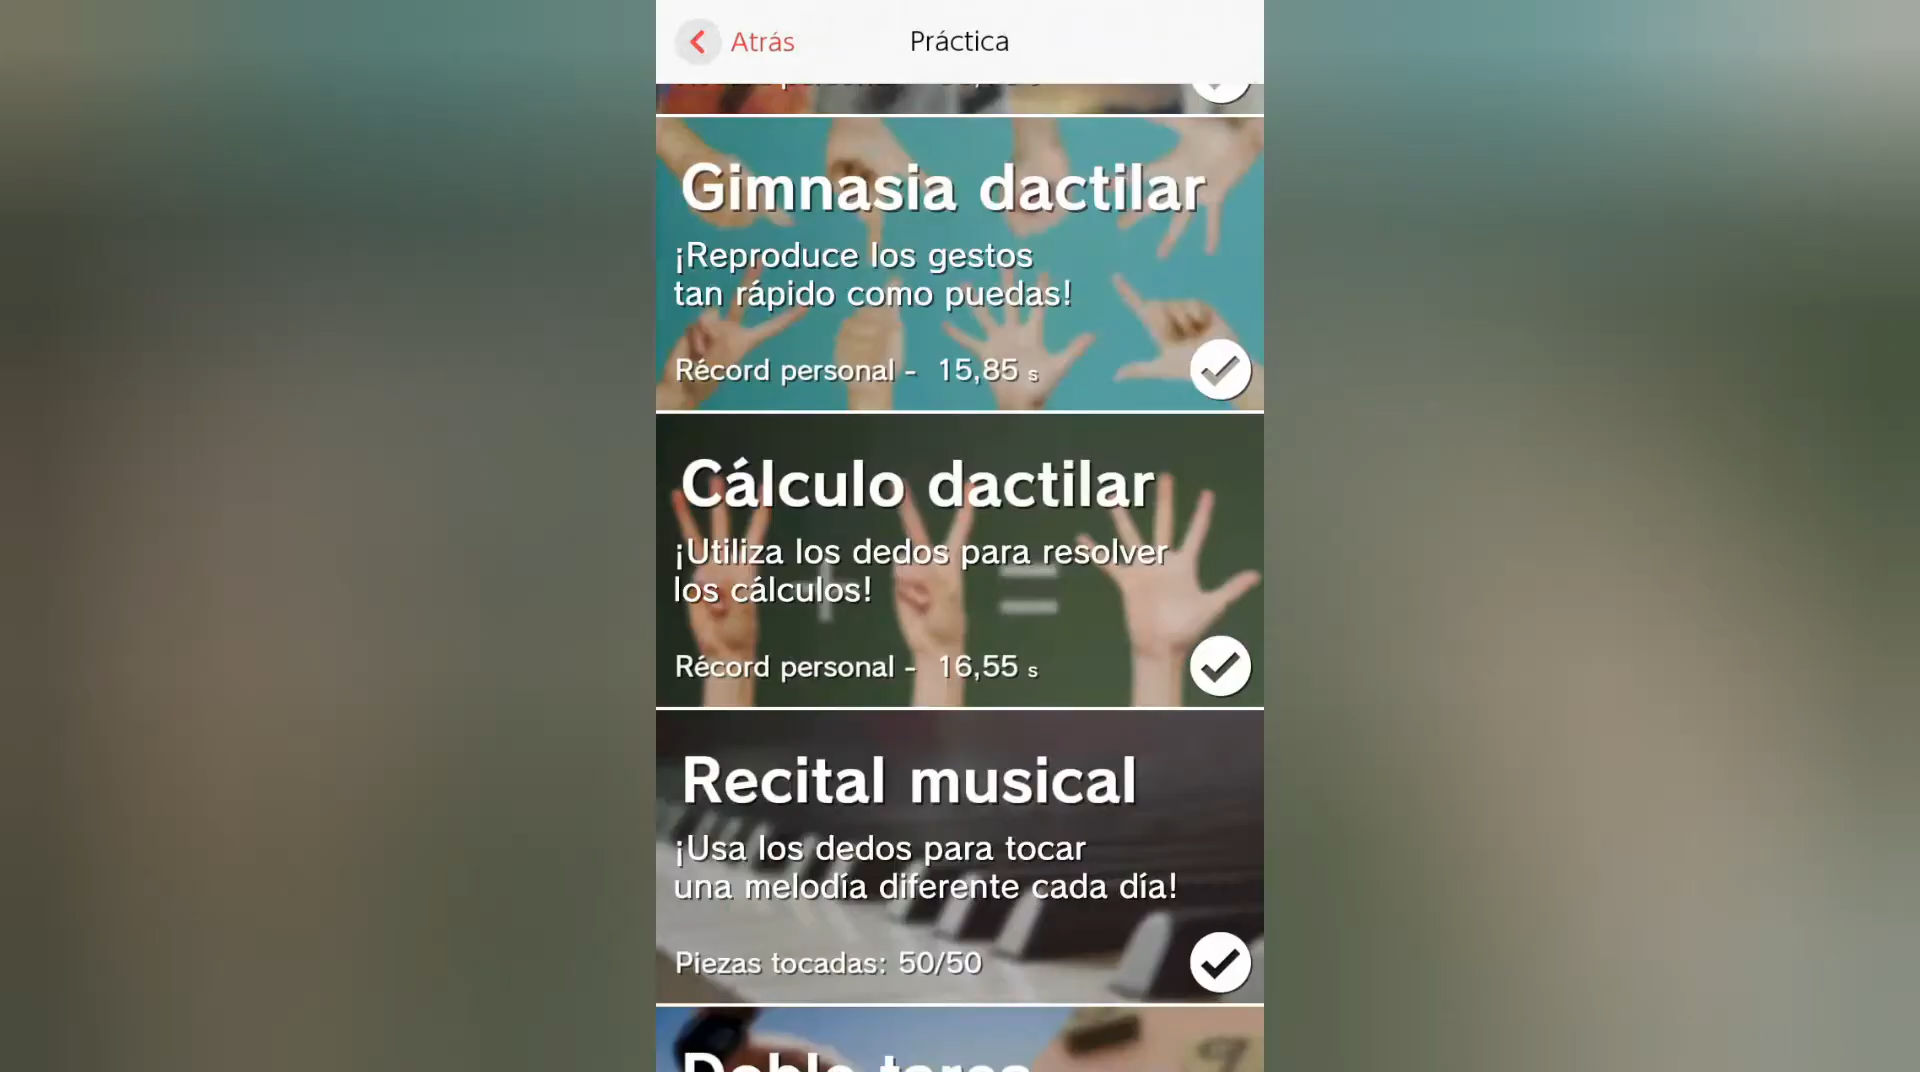 Atrás
Práctica
Gimnasia dactilar
¡Reproduce los gestos
tan rápido como puedas!
Récord personal - 15,85 s
Cálculo dactilar
¡Utiliza los dedos para resolver
los cálculos!
+ =
Récord personal - 16,55 s
Recital musical
¡Usa los dedos para tocar
una melodía diferente cada día!
Piezas tocadas: 50/50
Doble tarea